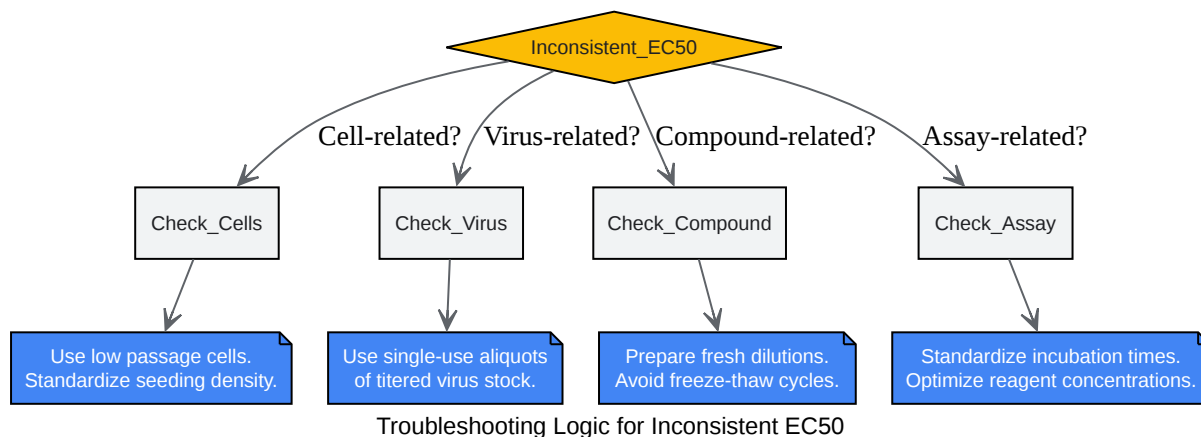 Inconsistent_EC50
Cell-related?
Virus-related?
Compound-related?
Assay-related?
Check_Cells
Check_Virus
Check_Compound
Check_Assay
Use low passage cells.
Standardize seeding density.
Use single-use aliquots
of titered virus stock.
Prepare fresh dilutions.
Avoid freeze-thaw cycles.
Standardize incubation times.
Optimize reagent concentrations.
Troubleshooting Logic for Inconsistent EC50